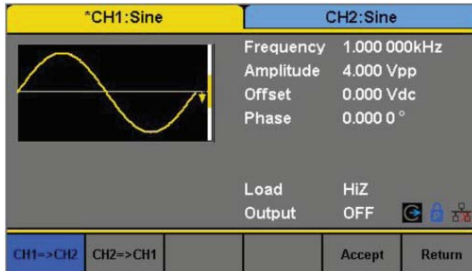 *CH1:Sine
CH2:Sine
Frequency 1.000 000kHz
Amplitude 4.000 Vpp
Offset 0.000 Vdc
Phase 0.000 0 °
Load HiZ
Output OFF
CH1=>CH2 CH2=>CH1 Accept Return